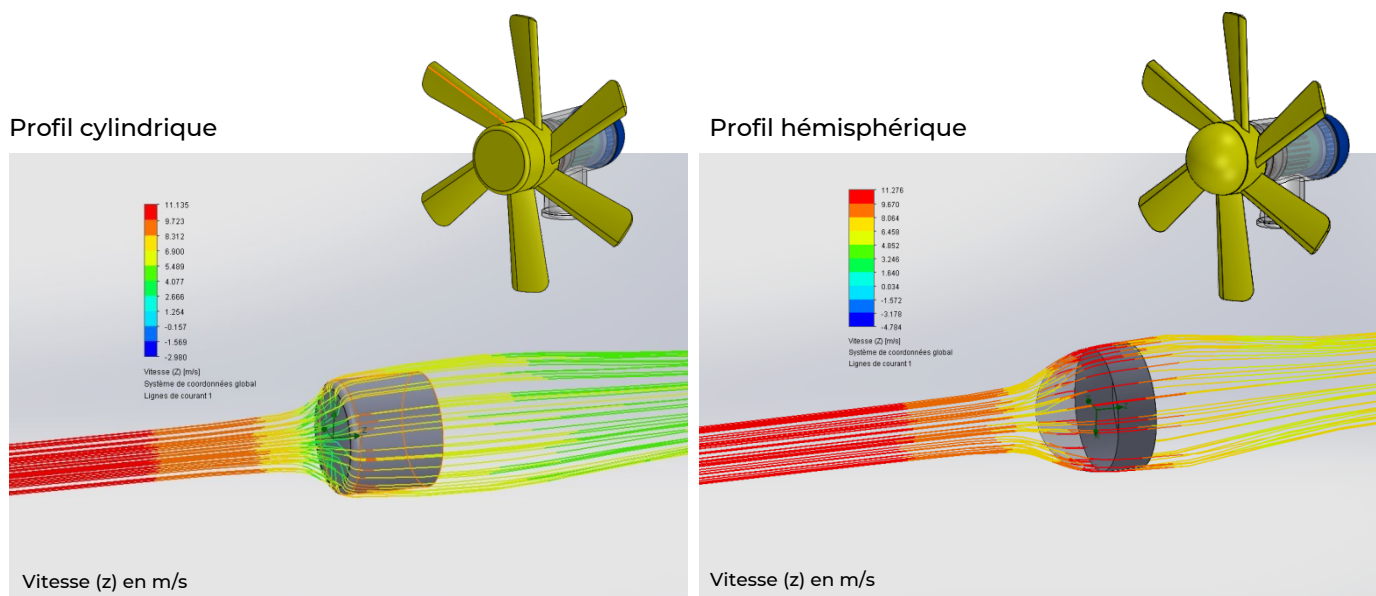 Profil cylindrique
11.135
9.723
8.312
6.900
5.489
4.077
2.666
1.254
-0.157
-1.569
-2.980
Vitesse (Z) [m/s]
Système de coordonnées global
Lignes de courant 1
Z
Vitesse (z) en m/s
Profil hémisphérique
11.276
9.670
8.064
6.458
4.852
3.246
1.640
0.034
-1.572
-3.178
-4.784
Vitesse (Z) [m/s]
Système de coordonnées global
Lignes de courant 1
Vitesse (z) en m/s